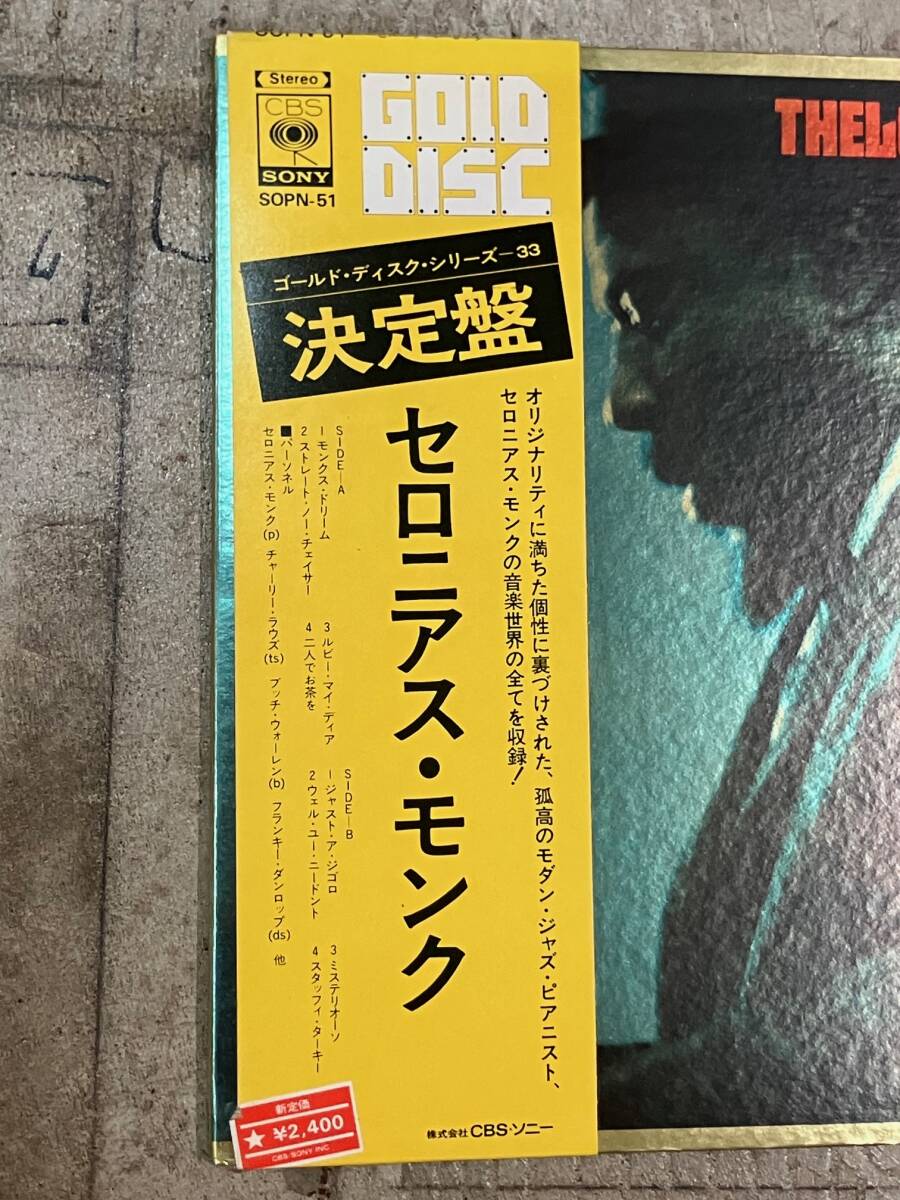 Stereo
CBS
SONY
SOPN-51
GOLD
DISC
ゴールド・ディスク・シリーズ—33
決定盤
オリジナリティに満ちた個性に裏づけされた、孤高のモダン・ジャズ・ピアニスト、
セロニアス・モンクの音楽世界の全てを収録!
セロニアス・モンク
SIDE—A
1 モンクス・ドリーム
2 ストレート・ノー・チェイサー
3 ルビー・マイ・ディア
4 二人でお茶を
SIDE—B
1 ジャスト・ア・ジゴロ
2 ウェル・ユー・ニードント
3 ミステリオーソ
4 スタッフィ・ターキー
■パーソネル
セロニアス・モンク(p) チャーリー・ラウズ(ts) ブッチ・ウォーレン(b) フランキー・ダンロップ(ds) 他
新定価
★ ¥2,400
CBS/SONY INC
株式会社 CBS・ソニー